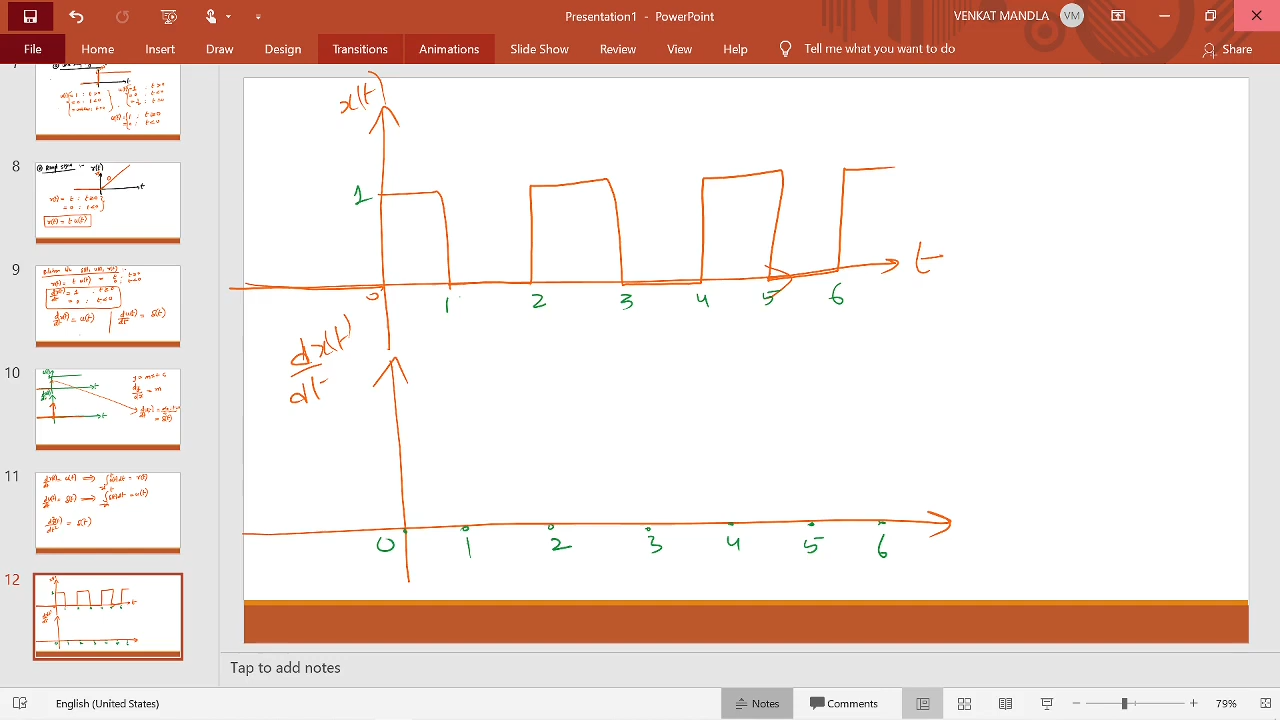 Presentation1 - PowerPoint
VENKAT MANDLA
VM
File Home Insert Draw Design Transitions Animations Slide Show Review View Help Tell me what you want to do Share
8
9
10
11
12
x(t)
1
0 1 2 3 4 5 6
t
dx(t)
dt
0 1 2 3 4 5 6
Tap to add notes
English (United States) Notes Comments 79%